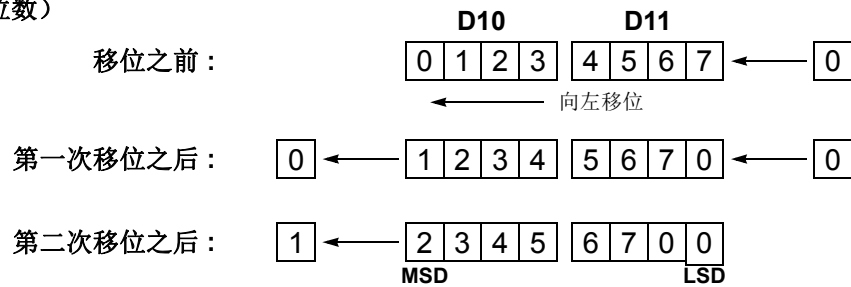 位数）
D10 D11
移位之前： 0 1 2 3 4 5 6 7 0
向左移位
第一次移位之后： 0 1 2 3 4 5 6 7 0 0
第二次移位之后： 1 2 3 4 5 6 7 0 0
MSD LSD